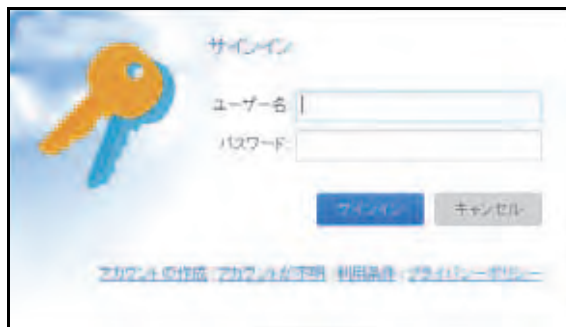 サインイン
ユーザー名
パスワード
サインイン キャンセル
アカウントの作成 アカウントが不明 利用条件 プライバシーポリシー